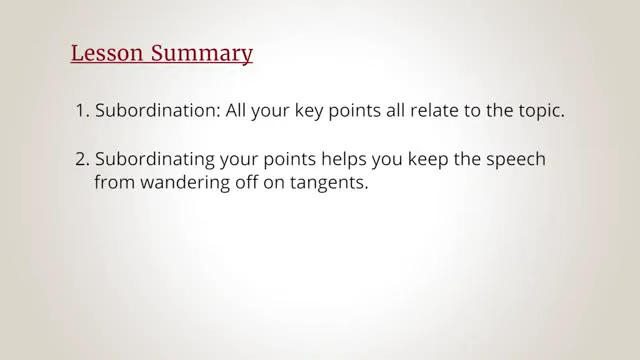 Lesson Summary
1. Subordination: All your key points all relate to the topic.
2. Subordinating your points helps you keep the speech
from wandering off on tangents.